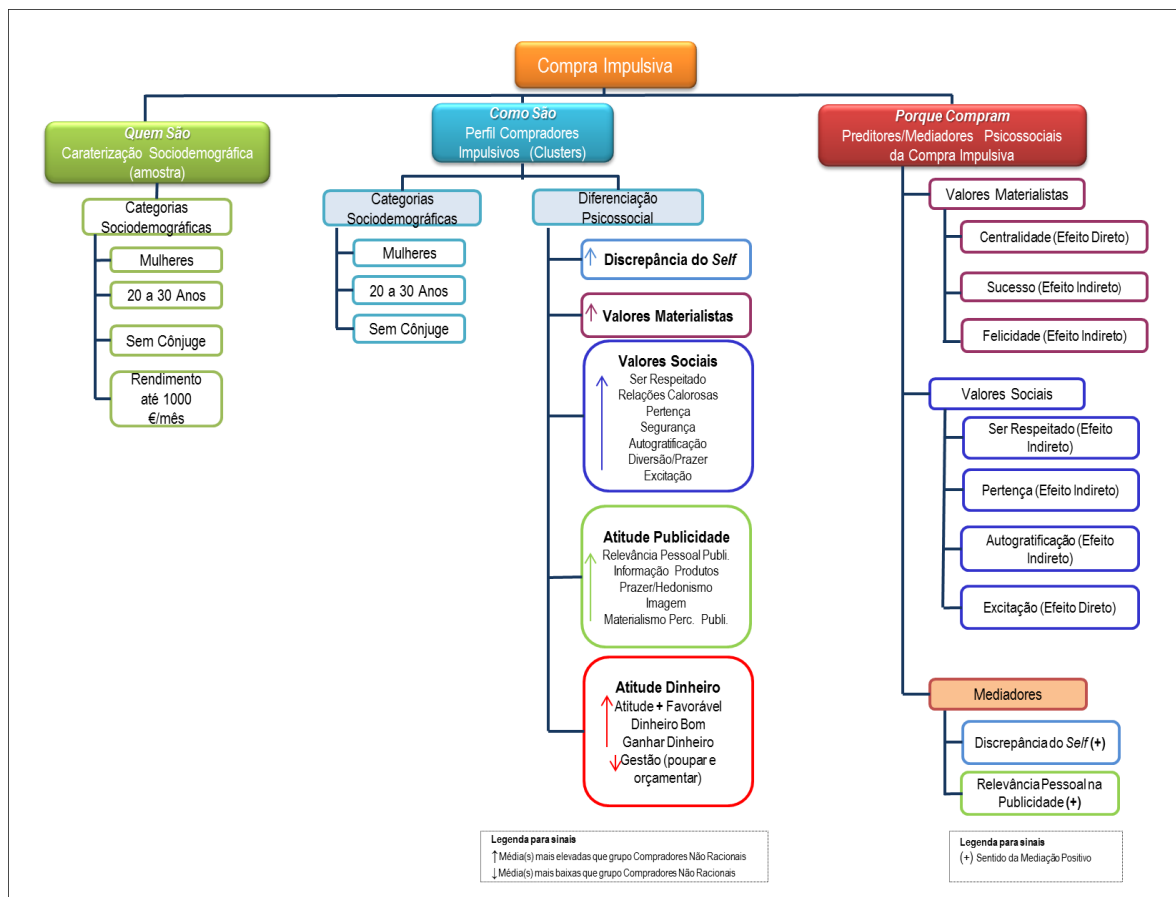 Compra Impulsiva
Quem São
Caraterização Sociodemográfica
(amostra)
Categorias
Sociodemográficas
Mulheres
20 a 30 Anos
Sem Cônjuge
Rendimento
até 1000
€/mês
Como São
Perfil Compradores
Impulsivos (Clusters)
Categorias
Sociodemográficas
Mulheres
20 a 30 Anos
Sem Cônjuge
Diferenciação
Psicossocial
↑ Discrepância do Self
↑ Valores Materialistas
Valores Sociais
Ser Respeitado
Relações Calorosas
Pertença
Segurança
Autogratificação
Diversão/Prazer
Excitação
Atitude Publicidade
Relevância Pessoal Publi.
Informação Produtos
Prazer/Hedonismo
Imagem
Materialismo Perc. Publi.
Atitude Dinheiro
Atitude + Favorável
Dinheiro Bom
Ganhar Dinheiro
Gestão (poupar e
orçamentar)
Legenda para sinais
↑Média(s) mais elevadas que grupo Compradores Não Racionais
↓Média(s) mais baixas que grupo Compradores Não Racionais
Porque Compram
Preditores/Mediadores Psicossociais
da Compra Impulsiva
Valores Materialistas
Centralidade (Efeito Direto)
Sucesso (Efeito Indireto)
Felicidade (Efeito Indireto)
Valores Sociais
Ser Respeitado (Efeito
Indireto)
Pertença (Efeito Indireto)
Autogratificação (Efeito
Indireto)
Excitação (Efeito Direto)
Mediadores
Discrepância do Self (+)
Relevância Pessoal na
Publicidade (+)
Legenda para sinais
(+) Sentido da Mediação Positivo